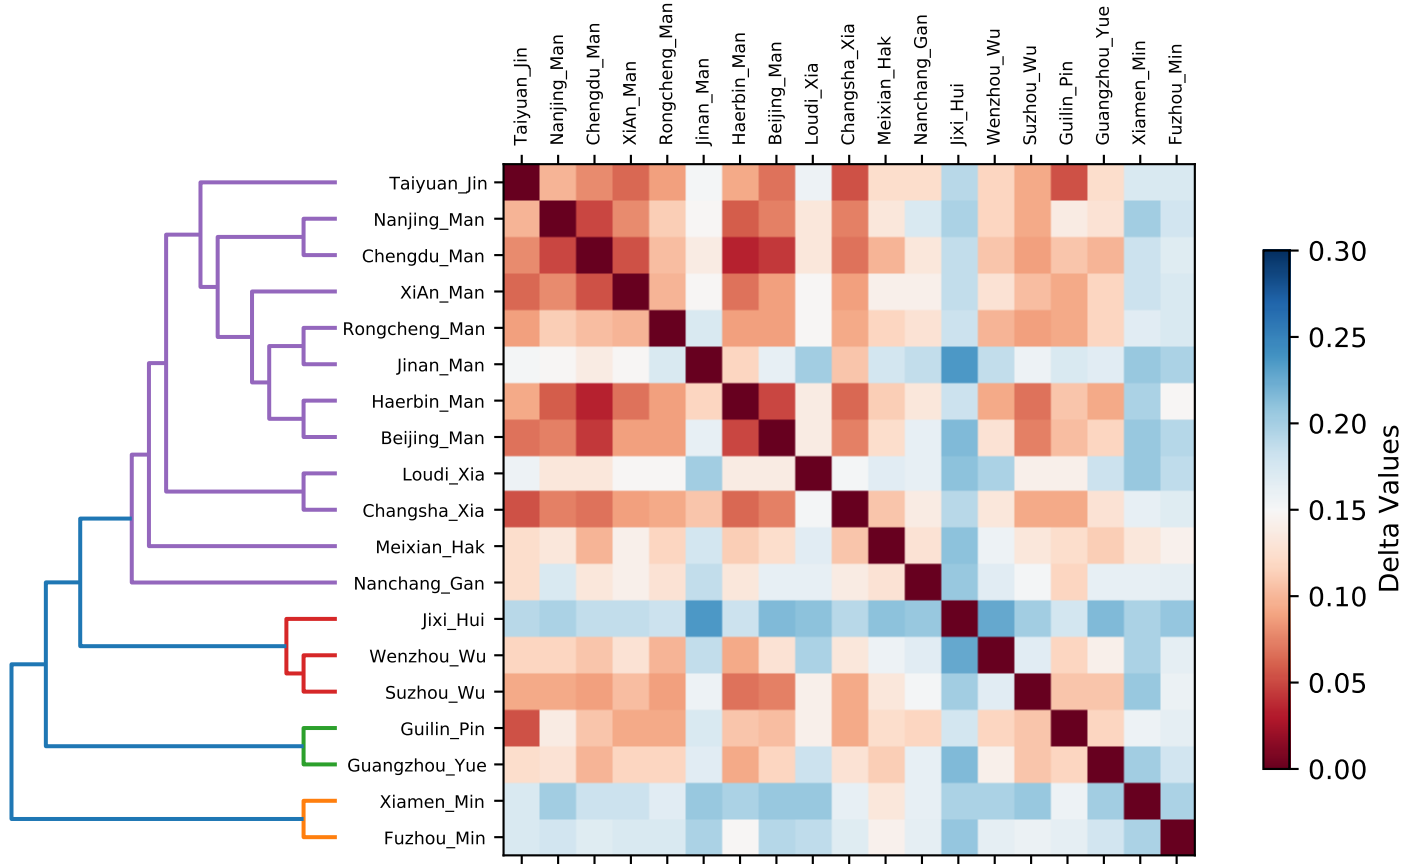 Taiyuan_Jin
Nanjing_Man
Chengdu_Man
XiAn_Man
Rongcheng_Man
Jinan_Man
Haerbin_Man
Beijing_Man
Loudi_Xia
Changsha_Xia
Meixian_Hak
Nanchang_Gan
Jixi_Hui
Wenzhou_Wu
Suzhou_Wu
Guilin_Pin
Guangzhou_Yue
Xiamen_Min
Fuzhou_Min
Taiyuan_Jin
Nanjing_Man
Chengdu_Man
XiAn_Man
Rongcheng_Man
Jinan_Man
Haerbin_Man
Beijing_Man
Loudi_Xia
Changsha_Xia
Meixian_Hak
Nanchang_Gan
Jixi_Hui
Wenzhou_Wu
Suzhou_Wu
Guilin_Pin
Guangzhou_Yue
Xiamen_Min
Fuzhou_Min
0.30
0.25
0.20
0.15
0.10
0.05
0.00
Delta Values